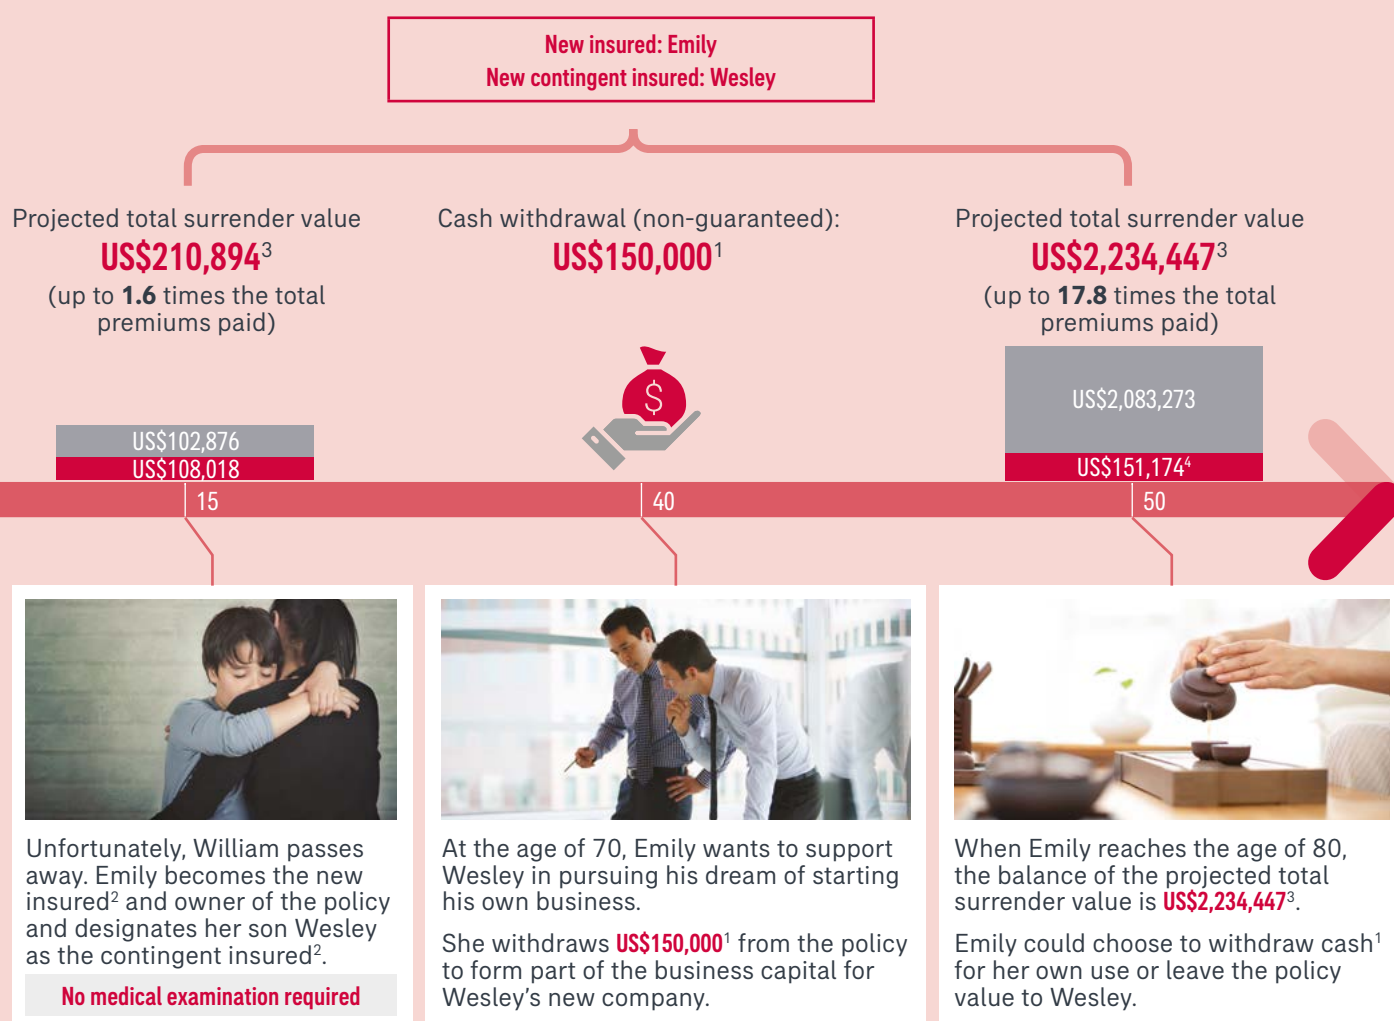 New insured: Emily
New contingent insured: Wesley
Projected total surrender value
US$210,894³
(up to 1.6 times the total
premiums paid)
Cash withdrawal (non-guaranteed):
US$150,000¹
Projected total surrender value
US$2,234,447³
(up to 17.8 times the total
premiums paid)
$
US$102,876
US$108,018
US$2,083,273
US$151,174⁴
15
40
50
Unfortunately, William passes
away. Emily becomes the new
insured² and owner of the policy
and designates her son Wesley
as the contingent insured².
No medical examination required
At the age of 70, Emily wants to support
Wesley in pursuing his dream of starting
his own business.
She withdraws US$150,000¹ from the policy
to form part of the business capital for
Wesley's new company.
When Emily reaches the age of 80,
the balance of the projected total
surrender value is US$2,234,447³.
Emily could choose to withdraw cash¹
for her own use or leave the policy
value to Wesley.